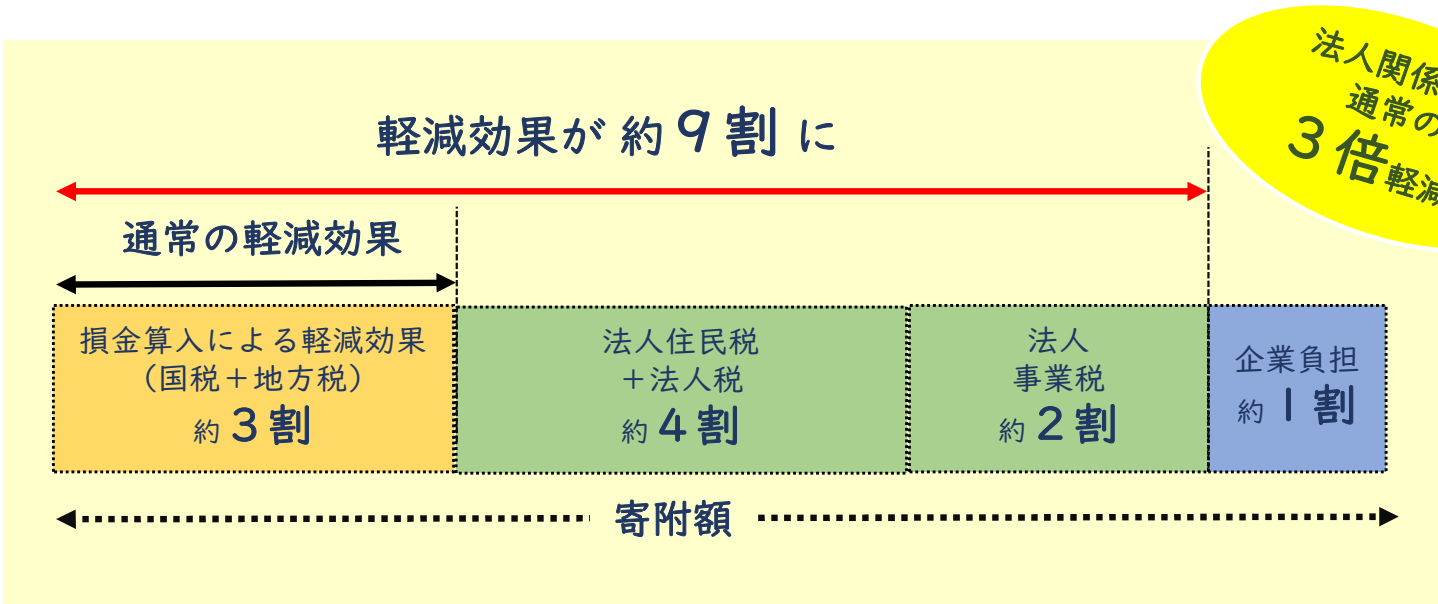 法人関係
通常の
3倍軽減
軽減効果が 約9割 に
通常の軽減効果
損金算入による軽減効果
(国税+地方税)
約 3割
法人住民税
+法人税
約 4割
法人
事業税
約 2割
企業負担
約 1割
寄附額